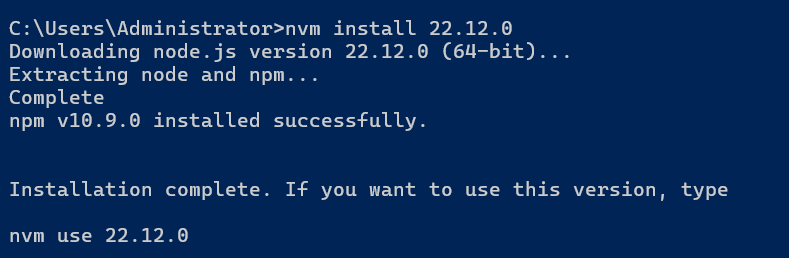 C:\Users\Administrator>nvm install 22.12.0
Downloading node.js version 22.12.0 (64-bit)...
Extracting node and npm...
Complete
npm v10.9.0 installed successfully.
Installation complete. If you want to use this version, type
nvm use 22.12.0